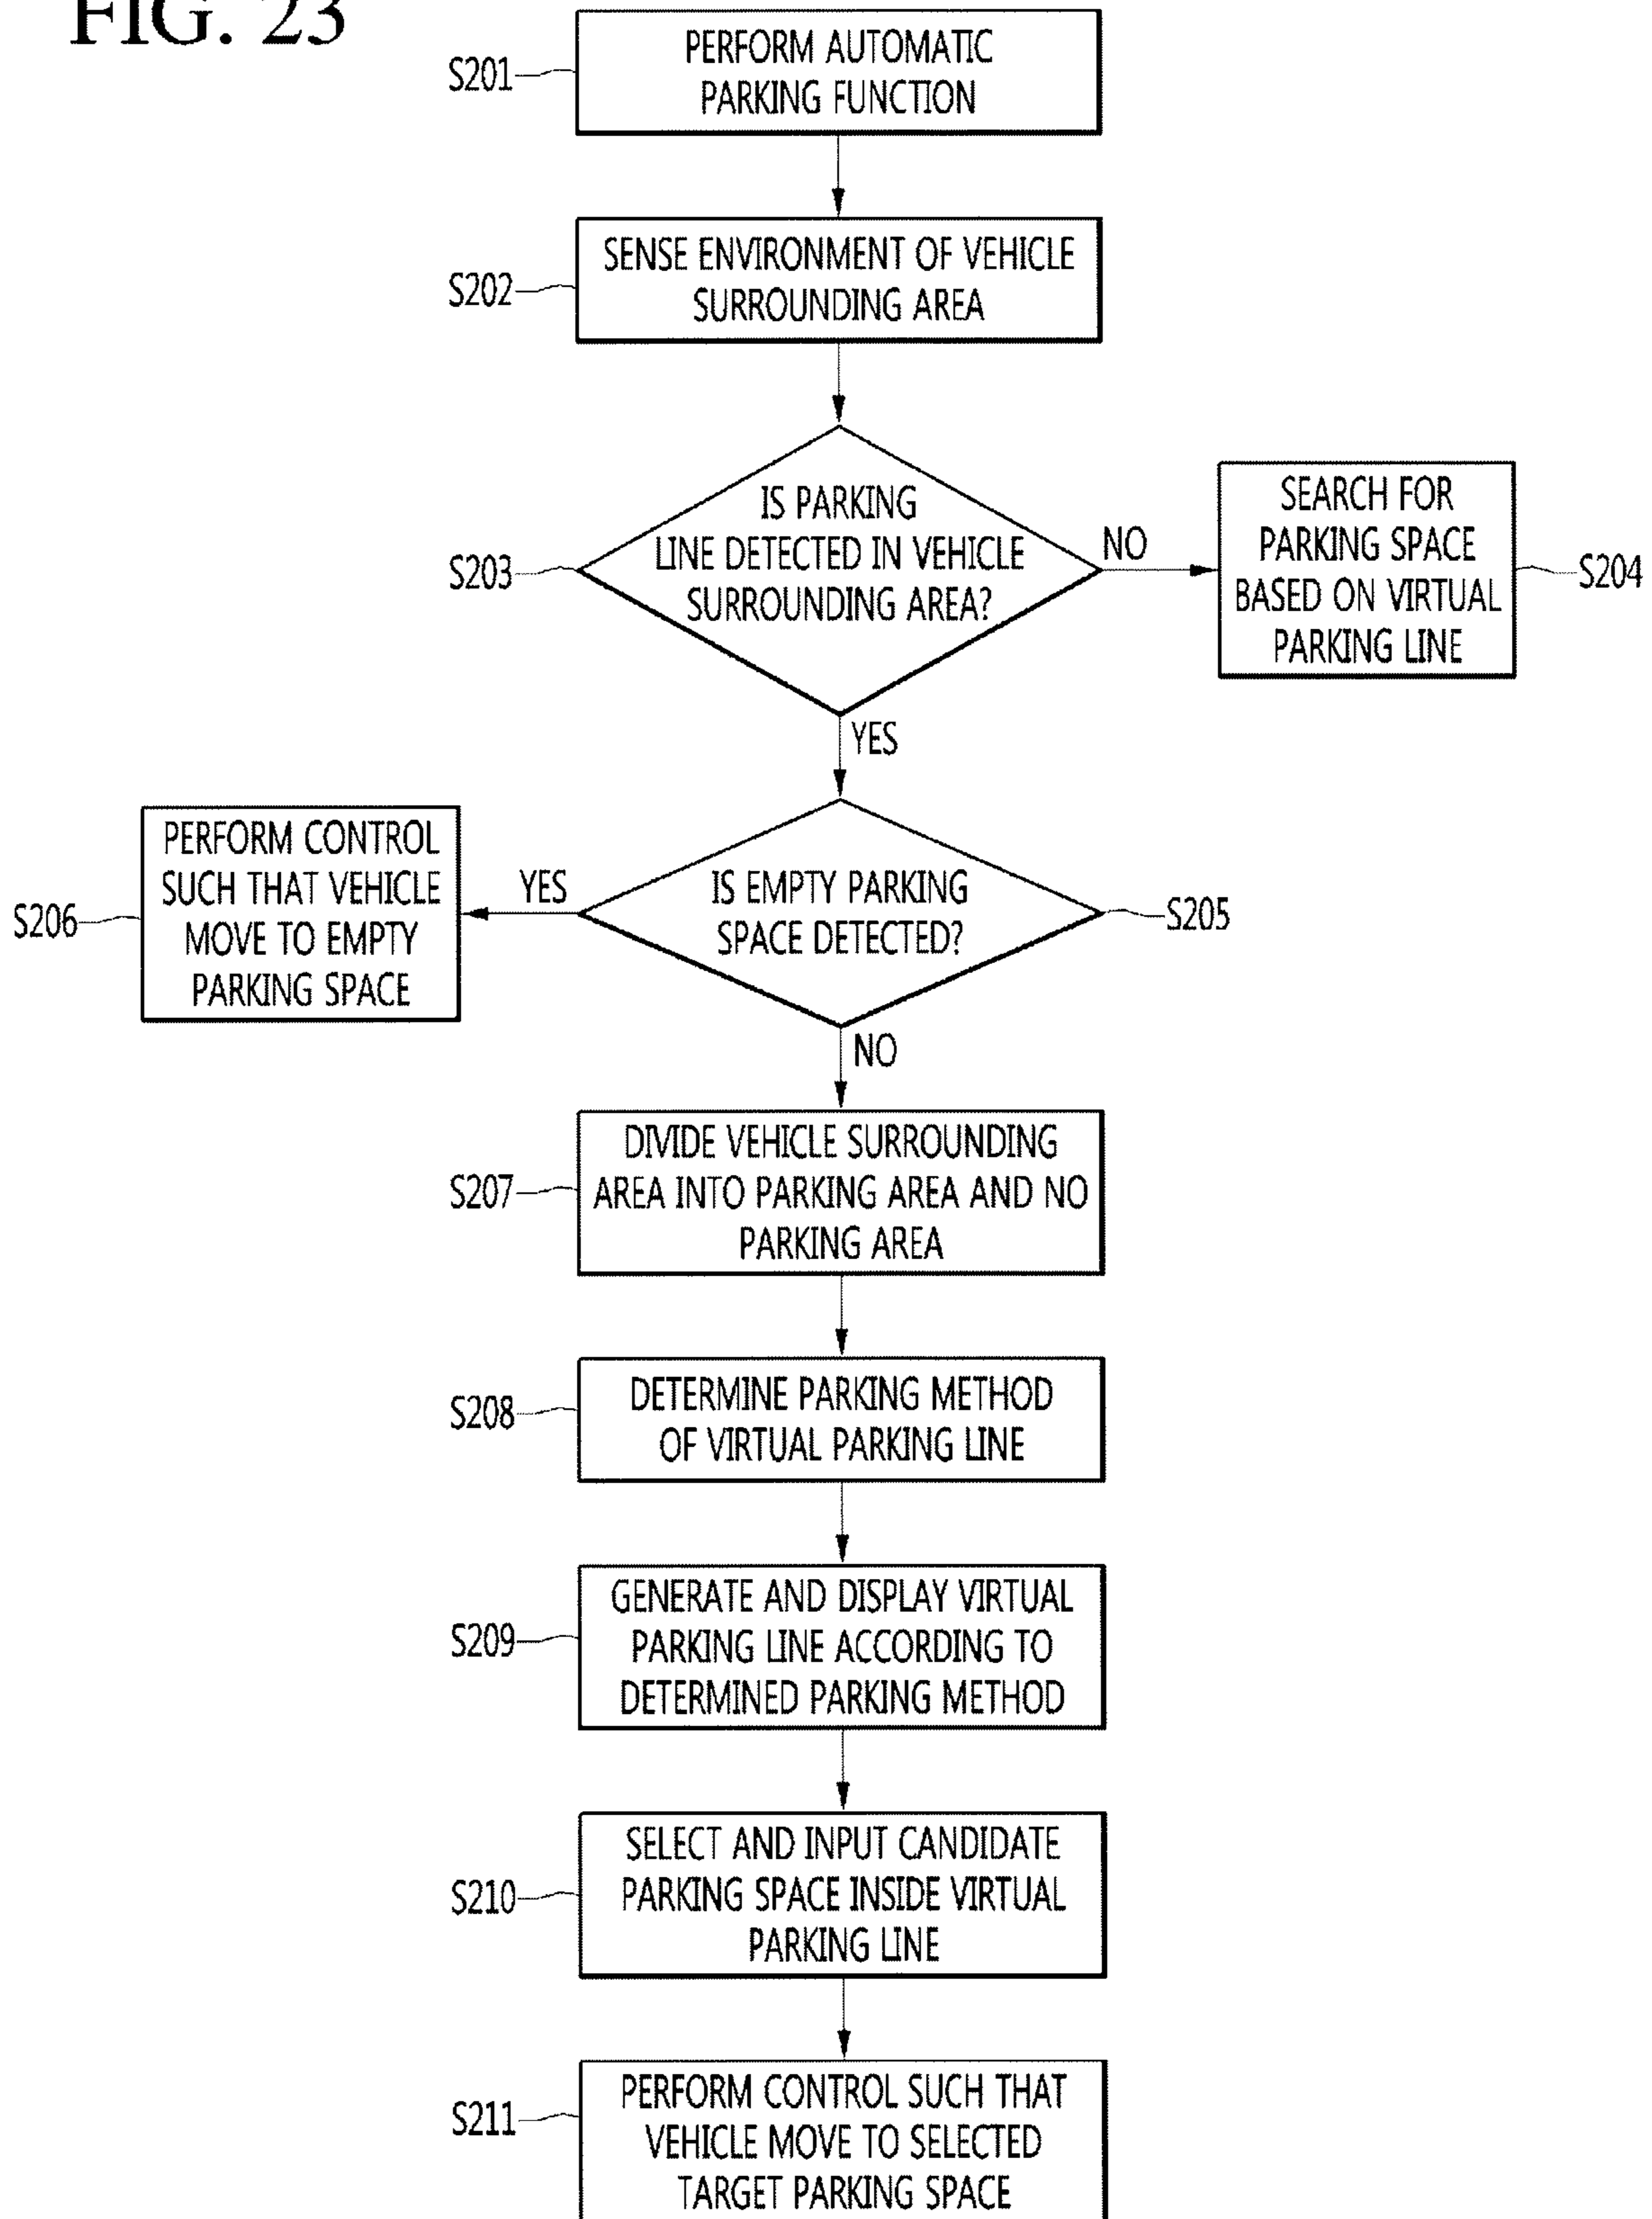 FIG. 23
S201
PERFORM AUTOMATIC
PARKING FUNCTION
S202
SENSE ENVIRONMENT OF VEHICLE
SURROUNDING AREA
S203
IS PARKING
LINE DETECTED IN VEHICLE
SURROUNDING AREA?
NO
SEARCH FOR
PARKING SPACE
BASED ON VIRTUAL
PARKING LINE
S204
YES
S206
PERFORM CONTROL
SUCH THAT VEHICLE
MOVE TO EMPTY
PARKING SPACE
YES
IS EMPTY PARKING
SPACE DETECTED?
S205
NO
S207
DIVIDE VEHICLE SURROUNDING
AREA INTO PARKING AREA AND NO
PARKING AREA
S208
DETERMINE PARKING METHOD
OF VIRTUAL PARKING LINE
S209
GENERATE AND DISPLAY VIRTUAL
PARKING LINE ACCORDING TO
DETERMINED PARKING METHOD
S210
SELECT AND INPUT CANDIDATE
PARKING SPACE INSIDE VIRTUAL
PARKING LINE
S211
PERFORM CONTROL SUCH THAT
VEHICLE MOVE TO SELECTED
TARGET PARKING SPACE